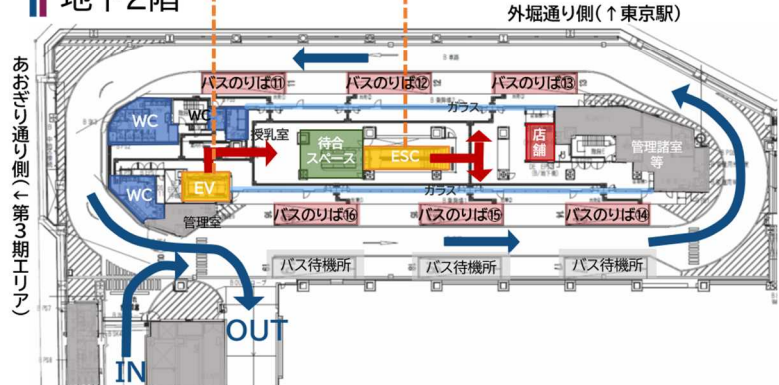 地下2階
外堀通り側(↑東京駅)
あおぎり通り側(←第3期エリア)
バスのりば⑪
バスのりば⑫
バスのりば⑬
ガラス
WC
WC
授乳室
待合
スペース
ESC
店
舗
管理諸室
等
WC
EV
ガラス
管理室
バスのりば⑯
バスのりば⑮
バスのりば⑭
バス待機所
バス待機所
バス待機所
OUT
IN